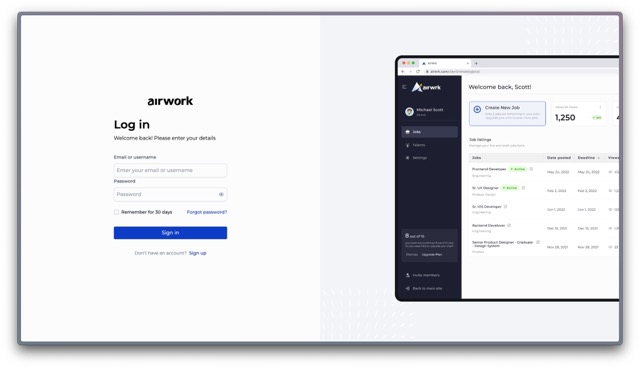 airwork
Log in
Welcome back! Please enter your details
Email or username
Enter your email or username
Password
Password
Remember for 30 days
Forgot password?
Sign in
Don't have an account? Sign up
airwrk
Michael Scott
Jobs
Talents
Settings
8 out of 10
Dismiss Upgrade Plan
Invite members
Back to main site
Welcome back, Scott!
Create New Job
1,250
Job listings
Jobs Date posted Deadline Views
Frontend Developer Active May 20, 2022 May 20, 2022
Engineering
Sr. UX Designer Active Feb 2, 2022 Feb 2, 2022
Product Design
Sr. iOS Developer Jan 1, 2022 Jan 1, 2022
Engineering
Backend Developer Dec 16, 2021 Dec 16, 2021
Engineering
Senior Product Designer - Graduate
- Design System Nov 28, 2021 Nov 28, 2021
Product